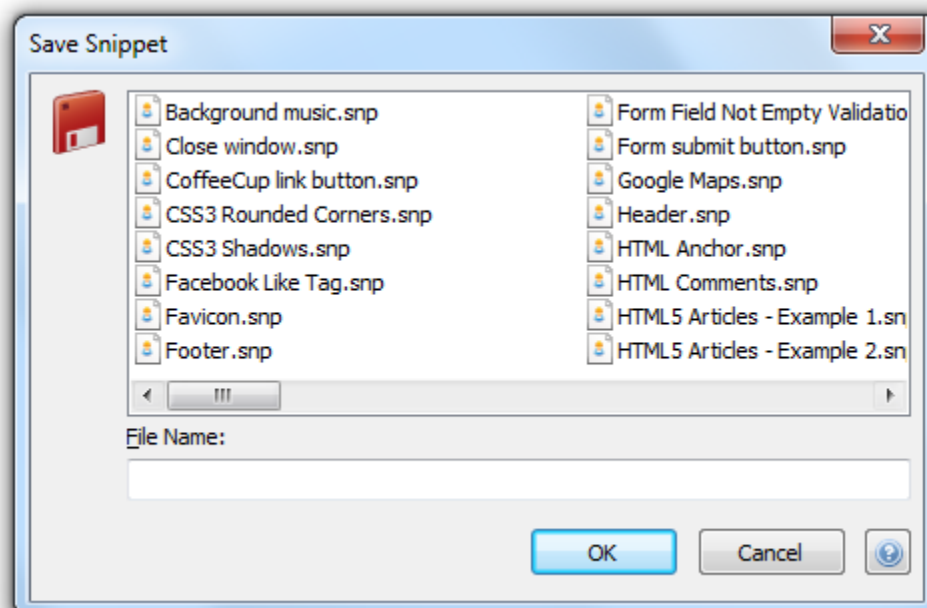 Save Snippet
Background music.snp
Close window.snp
CoffeeCup link button.snp
CSS3 Rounded Corners.snp
CSS3 Shadows.snp
Facebook Like Tag.snp
Favicon.snp
Footer.snp
Form Field Not Empty Validatio
Form submit button.snp
Google Maps.snp
Header.snp
HTML Anchor.snp
HTML Comments.snp
HTML5 Articles - Example 1.sn
HTML5 Articles - Example 2.sn
File Name:
OK Cancel